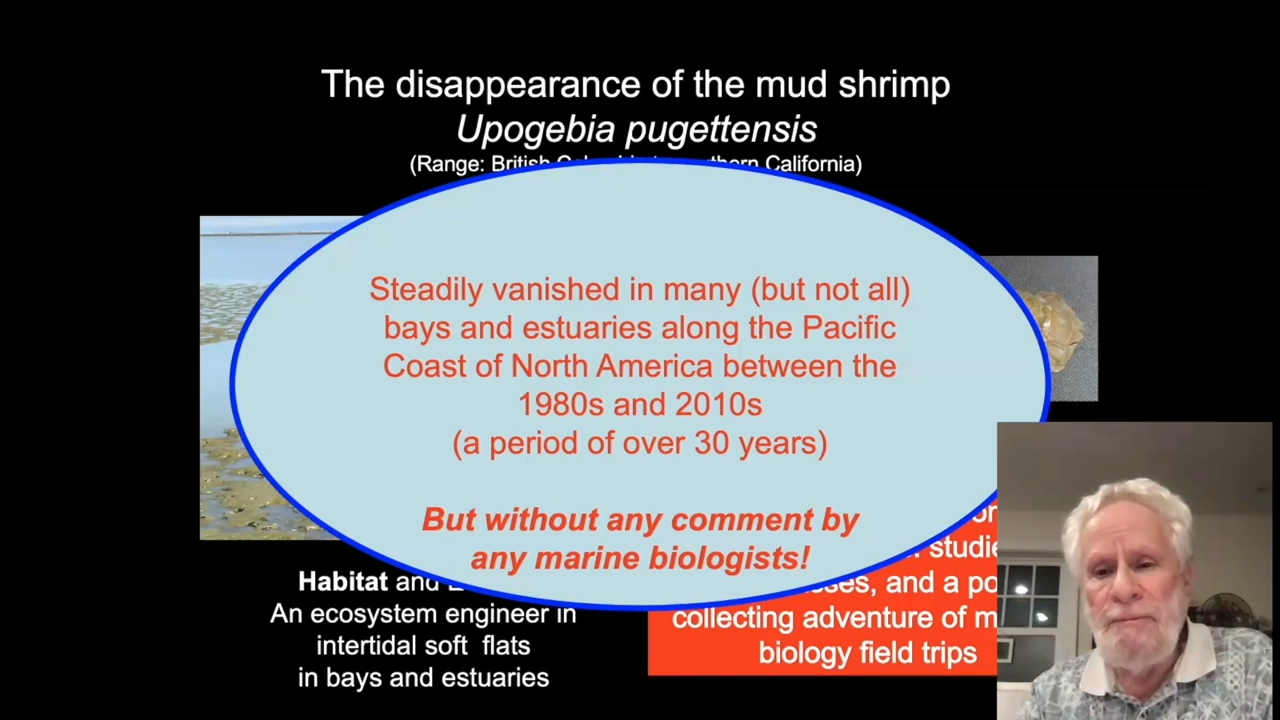 The disappearance of the mud shrimp
Upogebia pugettensis
(Range: British California)
Steadily vanished in many (but not all)
bays and estuaries along the Pacific
Coast of North America between the
1980s and 2010s
(a period of over 30 years)
But without any comment by
any marine biologists!
Habitat and
An ecosystem engineer in
intertidal soft flats
in bays and estuaries
and a
collecting adventure of
biology field trips